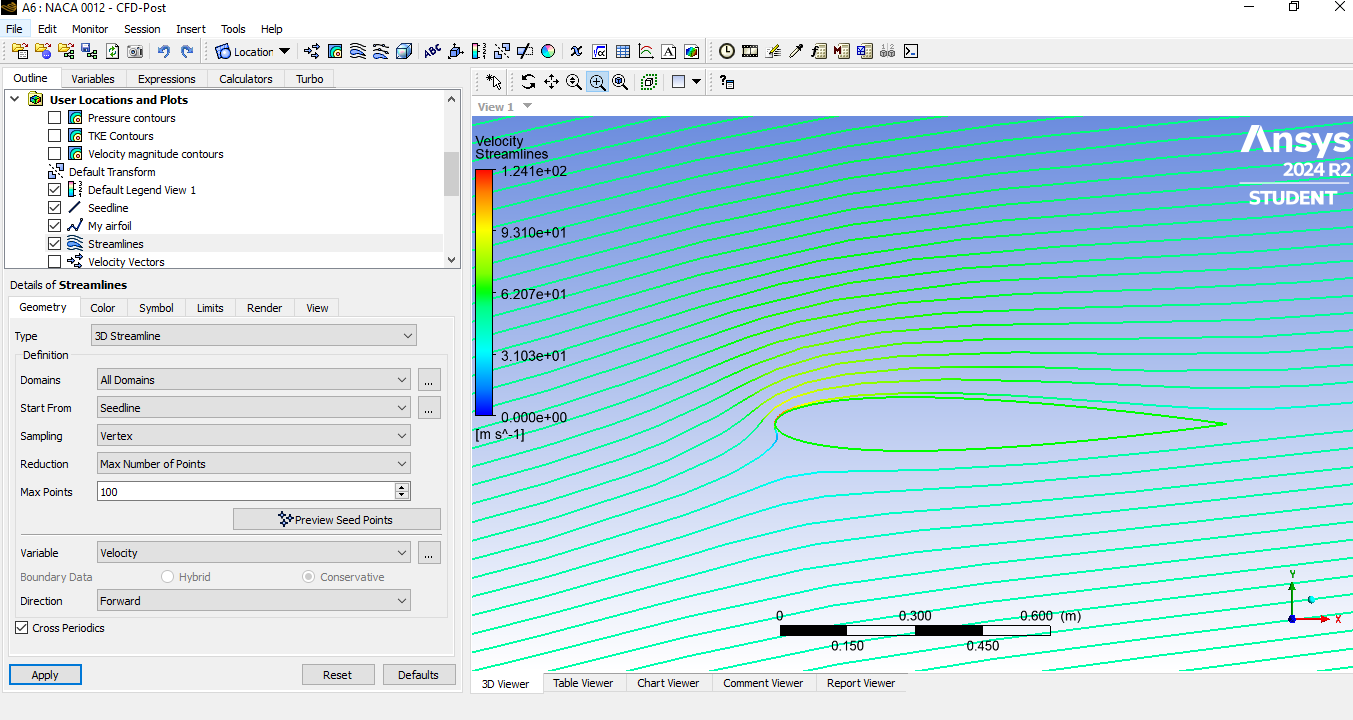 A6 : NACA 0012 - CFD-Post
File Edit Monitor Session Insert Tools Help
Location
Outline Variables Expressions Calculators Turbo
User Locations and Plots
Pressure contours
TKE Contours
Velocity magnitude contours
Default Transform
Default Legend View 1
Seedline
My airfoil
Streamlines
Velocity Vectors
Details of Streamlines
Geometry Color Symbol Limits Render View
Type 3D Streamline
Definition
Domains All Domains ...
Start From Seedline ...
Sampling Vertex
Reduction Max Number of Points
Max Points 100
Preview Seed Points
Variable Velocity ...
Boundary Data Hybrid Conservative
Direction Forward
Cross Periodics
Apply Reset Defaults
View 1
Velocity
Streamlines
1.241e+02
9.310e+01
6.207e+01
3.103e+01
0.000e+00
[m s^-1]
Ansys
2024 R2
STUDENT
0 0.300 0.600 (m)
0.150 0.450
Y
X
3D Viewer Table Viewer Chart Viewer Comment Viewer Report Viewer